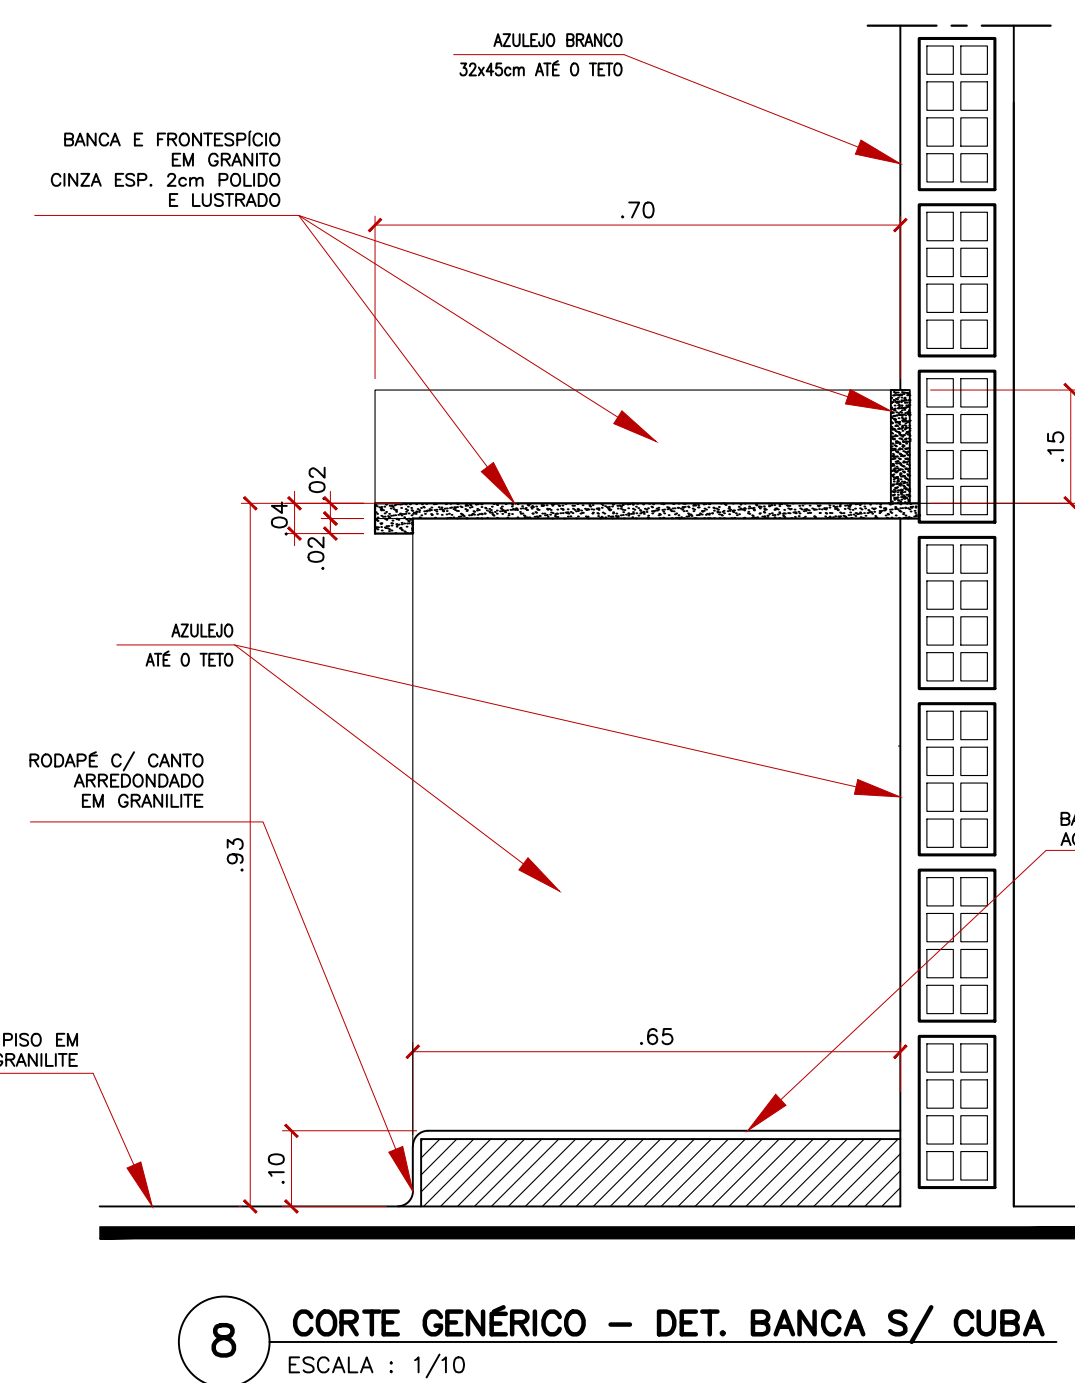 AZULEJO BRANCO
32x45cm ATÉ O TETO
BANCA E FRONTESPÍCIO
EM GRANITO
CINZA ESP. 2cm POLIDO
E LUSTRADO
.70
.15
.02
.04
.02
AZULEJO
ATÉ O TETO
RODAPÉ C/ CANTO
ARREDONDADO
EM GRANILITE
.93
.65
PISO EM
GRANILITE
.10
8
CORTE GENÉRICO – DET. BANCA S/ CUBA
ESCALA : 1/10